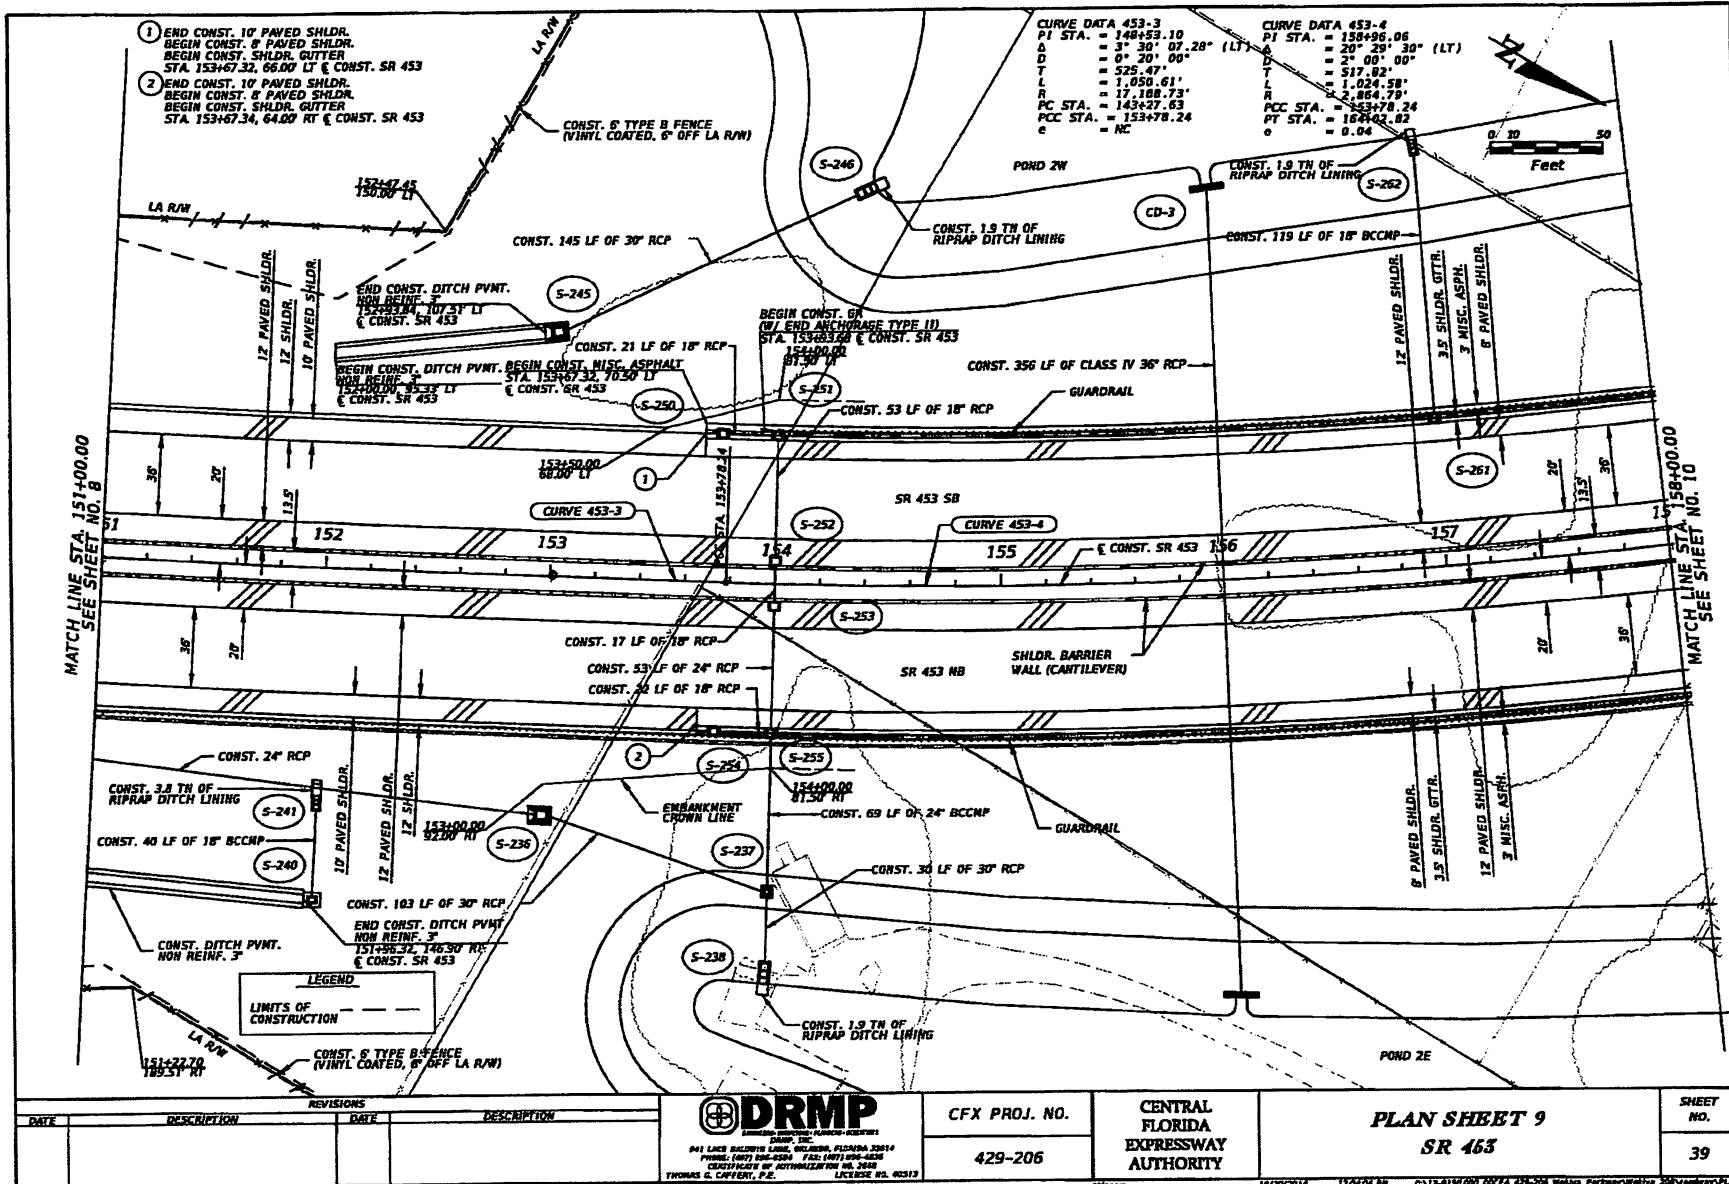 1 END CONST. 10' PAVED SHLDR.
BEGIN CONST. 8' PAVED SHLDR.
BEGIN CONST. SHLDR. GUTTER
STA. 153+67.32, 66.00' LT ℄ CONST. SR 453
2 END CONST. 10' PAVED SHLDR.
BEGIN CONST. 8' PAVED SHLDR.
BEGIN CONST. SHLDR. GUTTER
STA. 153+67.34, 64.00' RT ℄ CONST. SR 453
LA R/W
CONST. 6' TYPE B FENCE
(VINYL COATED, 6" OFF LA R/W)
CURVE DATA 453-3
PI STA. = 148+53.10
Δ = 3° 30' 07.28" (LT)
D = 0° 20' 00"
T = 525.47'
L = 1,050.61'
R = 17,188.73'
PC STA. = 143+27.63
PCC STA. = 153+78.24
e = NC
CURVE DATA 453-4
PI STA. = 158+96.06
Δ = 20° 29' 30" (LT)
D = 2° 00' 00"
T = 517.82'
L = 1,024.58'
R = 2,864.79'
PCC STA. = 153+78.24
PT STA. = 164+02.82
e = 0.04
N
0 10 50
Feet
152+47.45
150.00' LT
LA R/W
S-246
POND 2W
CONST. 1.9 TN OF
RIPRAP DITCH LINING
S-262
CD-3
CONST. 1.9 TN OF
RIPRAP DITCH LINING
CONST. 145 LF OF 30" RCP
CONST. 119 LF OF 18" BCCMP
12' PAVED SHLDR.
12' SHLDR.
10' PAVED SHLDR.
END CONST. DITCH PVMT.
NON REINF. 3"
152+93.84, 107.51' LT
℄ CONST. SR 453
S-245
BEGIN CONST. GR
(W/ END ANCHORAGE TYPE II)
STA. 153+93.68 ℄ CONST. SR 453
154+00.00
81.50' LT
CONST. 21 LF OF 18" RCP
12' PAVED SHLDR.
3.5' SHLDR. GTTR.
3' MISC. ASPH.
8' PAVED SHLDR.
BEGIN CONST. DITCH PVMT.
NON REINF. 3"
152+00.00, 95.33' LT
℄ CONST. SR 453
BEGIN CONST. MISC. ASPHALT
STA. 153+67.32, 70.50' LT
℄ CONST. SR 453
CONST. 356 LF OF CLASS IV 36" RCP
S-250
S-251
CONST. 53 LF OF 18" RCP
GUARDRAIL
MATCH LINE STA. 151+00.00
SEE SHEET NO. 8
36'
20'
13.5'
153+50.00
68.00' LT
1
STA. 153+78.24
SR 453 SB
S-261
20'
13.5'
36'
MATCH LINE STA. 158+00.00
SEE SHEET NO. 10
CURVE 453-3
S-252
CURVE 453-4
51
152
153
154
155
℄ CONST. SR 453
156
157
15
S-253
36'
20'
CONST. 17 LF OF 18" RCP
CONST. 53 LF OF 24" RCP
CONST. 22 LF OF 18" RCP
SR 453 NB
SHLDR. BARRIER
WALL (CANTILEVER)
20'
36'
CONST. 24" RCP
2
S-254
S-255
154+00.00
81.50' RT
CONST. 3.8 TN OF
RIPRAP DITCH LINING
S-241
10' PAVED SHLDR.
12' PAVED SHLDR.
12' SHLDR.
153+00.00
92.00' RT
EMBANKMENT
CROWN LINE
CONST. 69 LF OF 24" BCCMP
GUARDRAIL
8' PAVED SHLDR.
3.5' SHLDR. GTTR.
12' PAVED SHLDR.
3' MISC. ASPH.
CONST. 40 LF OF 18" BCCMP
S-240
S-236
S-237
CONST. 30 LF OF 30" RCP
CONST. 103 LF OF 30" RCP
END CONST. DITCH PVMT
NON REINF. 3"
151+96.32, 146.90' RT
℄ CONST. SR 453
CONST. DITCH PVMT.
NON REINF. 3"
S-238
LEGEND
LIMITS OF
CONSTRUCTION
CONST. 1.9 TN OF
RIPRAP DITCH LINING
LA R/W
151+27.70
189.51' RT
CONST. 6' TYPE B FENCE
(VINYL COATED, 6" OFF LA R/W)
POND 2E
REVISIONS
DATE DESCRIPTION DATE DESCRIPTION
DRMP
DRMP, INC.
941 LAKE BALDWIN LANE, ORLANDO, FLORIDA 32814
CERTIFICATE OF AUTHORIZATION NO. 2648
THOMAS G. CAFFERY, P.E. LICENSE NO. 40513
CFX PROJ. NO.
429-206
CENTRAL
FLORIDA
EXPRESSWAY
AUTHORITY
PLAN SHEET 9
SR 453
SHEET
NO.
39